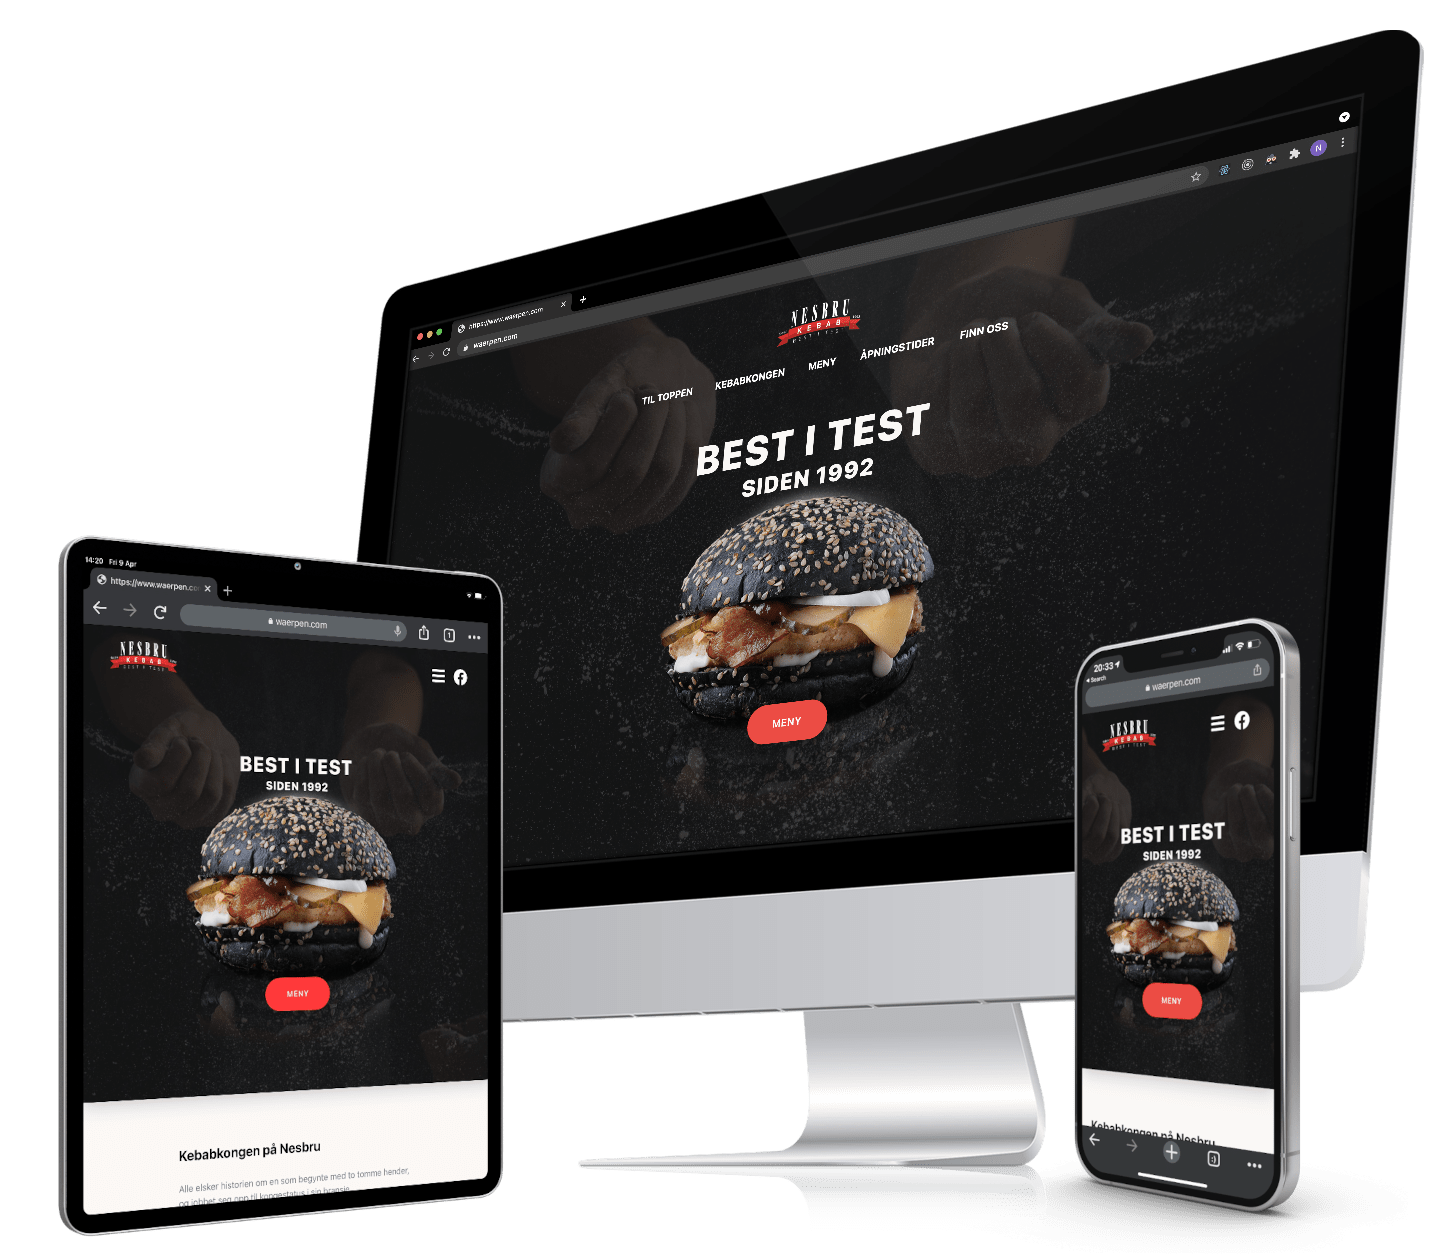 https://www.waerpen.com
waerpen.com
N
NESBRU
KEBAB
BEST I TEST
TIL TOPPEN KEBABKONGEN MENY ÅPNINGSTIDER FINN OSS
BEST I TEST
SIDEN 1992
MENY
14:20 Fri 9 Apr
https://www.waerpen.co
waerpen.com
1
NESBRU
KEBAB
BEST I TEST
BEST I TEST
SIDEN 1992
MENY
Kebabkongen på Nesbru
Alle elsker historien om en som begynte med to tomme hender,
og jobbet seg opp til kongestatus i sin bransje
20:33
Search
waerpen.com
NESBRU
KEBAB
BEST I TEST
BEST I TEST
SIDEN 1992
MENY
Kebabkongen på Nesbru
:)